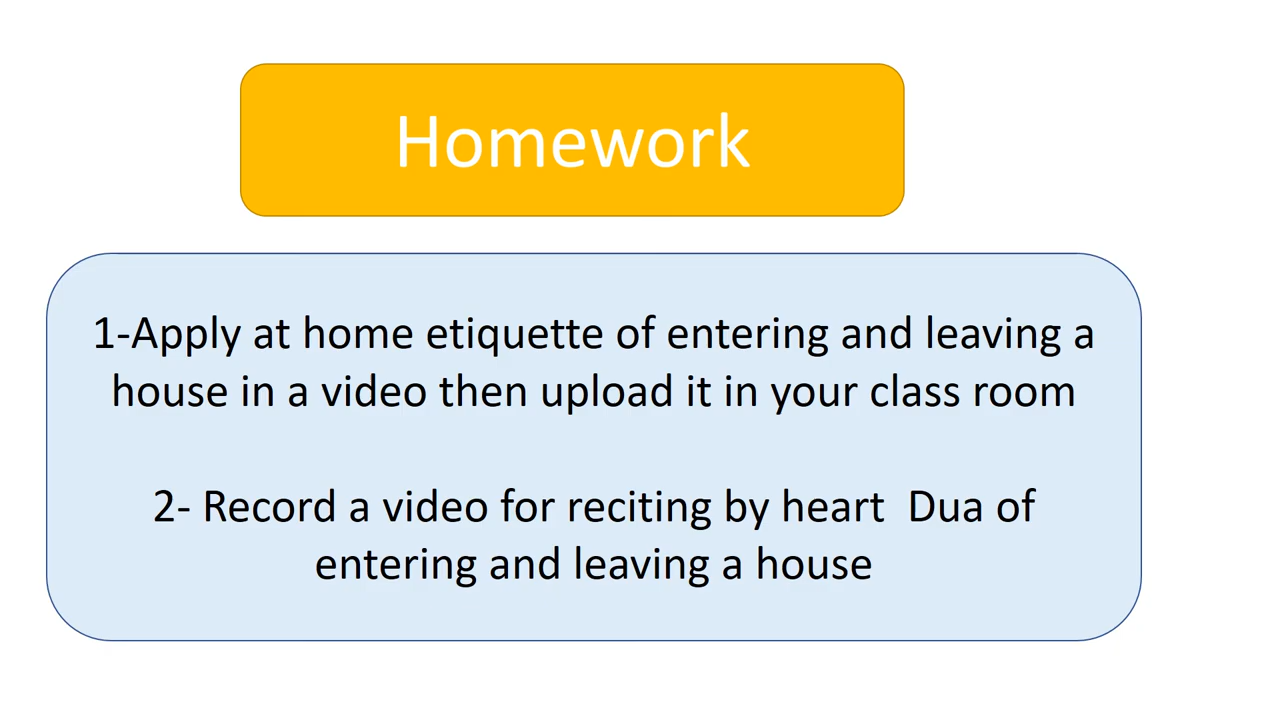 Homework
1-Apply at home etiquette of entering and leaving a
house in a video then upload it in your class room
2- Record a video for reciting by heart  Dua of
entering and leaving a house